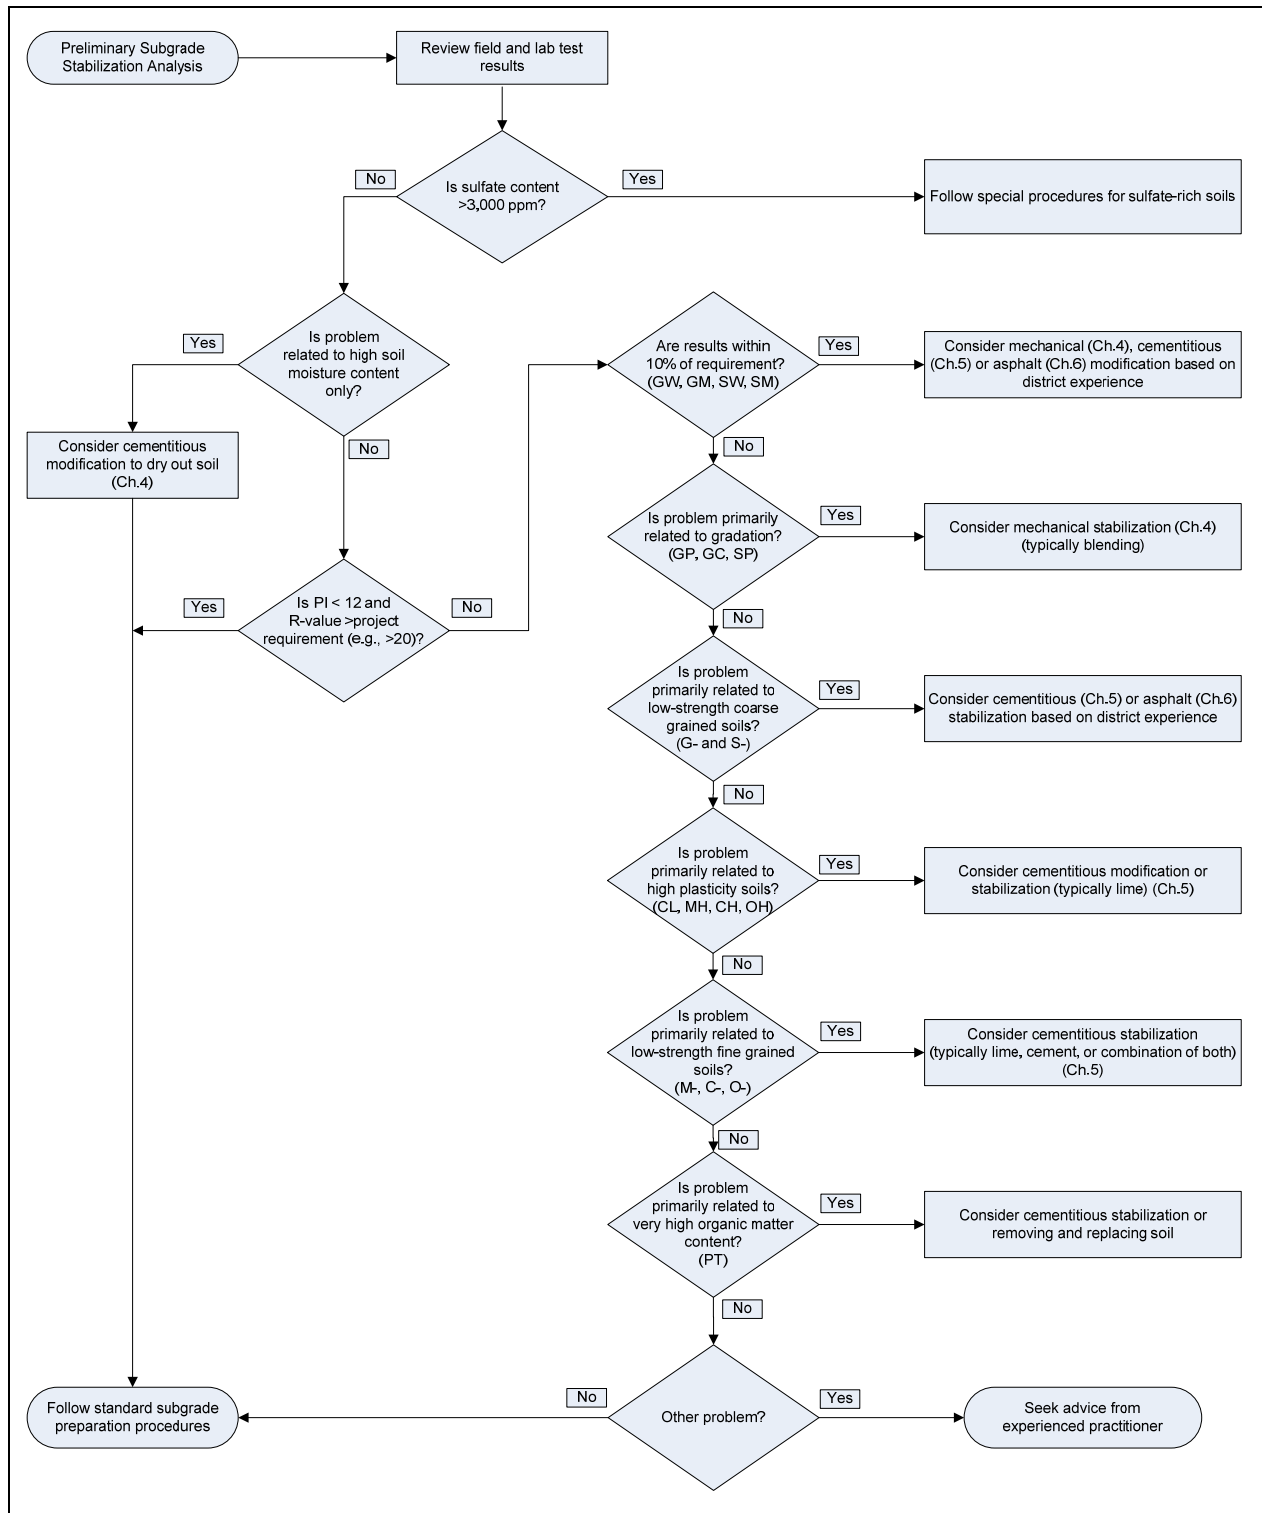 Preliminary Subgrade
Stabilization Analysis
Review field and lab test
results
Is sulfate content
>3,000 ppm?
No
Yes
Follow special procedures for sulfate-rich soils
Is problem
related to high soil
moisture content
only?
Yes
No
Consider cementitious
modification to dry out soil
(Ch.4)
Is PI < 12 and
R-value >project
requirement (e.g., >20)?
Yes
No
Are results within
10% of requirement?
(GW, GM, SW, SM)
Yes
Consider mechanical (Ch.4), cementitious
(Ch.5) or asphalt (Ch.6) modification based on
district experience
No
Is problem primarily
related to gradation?
(GP, GC, SP)
Yes
Consider mechanical stabilization (Ch.4)
(typically blending)
No
Is problem
primarily related to
low-strength coarse
grained soils?
(G- and S-)
Yes
Consider cementitious (Ch.5) or asphalt (Ch.6)
stabilization based on district experience
No
Is problem
primarily related to
high plasticity soils?
(CL, MH, CH, OH)
Yes
Consider cementitious modification or
stabilization (typically lime) (Ch.5)
No
Is problem
primarily related to
low-strength fine grained
soils?
(M-, C-, O-)
Yes
Consider cementitious stabilization
(typically lime, cement, or combination of both)
(Ch.5)
No
Is problem
primarily related to
very high organic matter
content?
(PT)
Yes
Consider cementitious stabilization or
removing and replacing soil
No
Other problem?
No
Yes
Follow standard subgrade
preparation procedures
Seek advice from
experienced practitioner